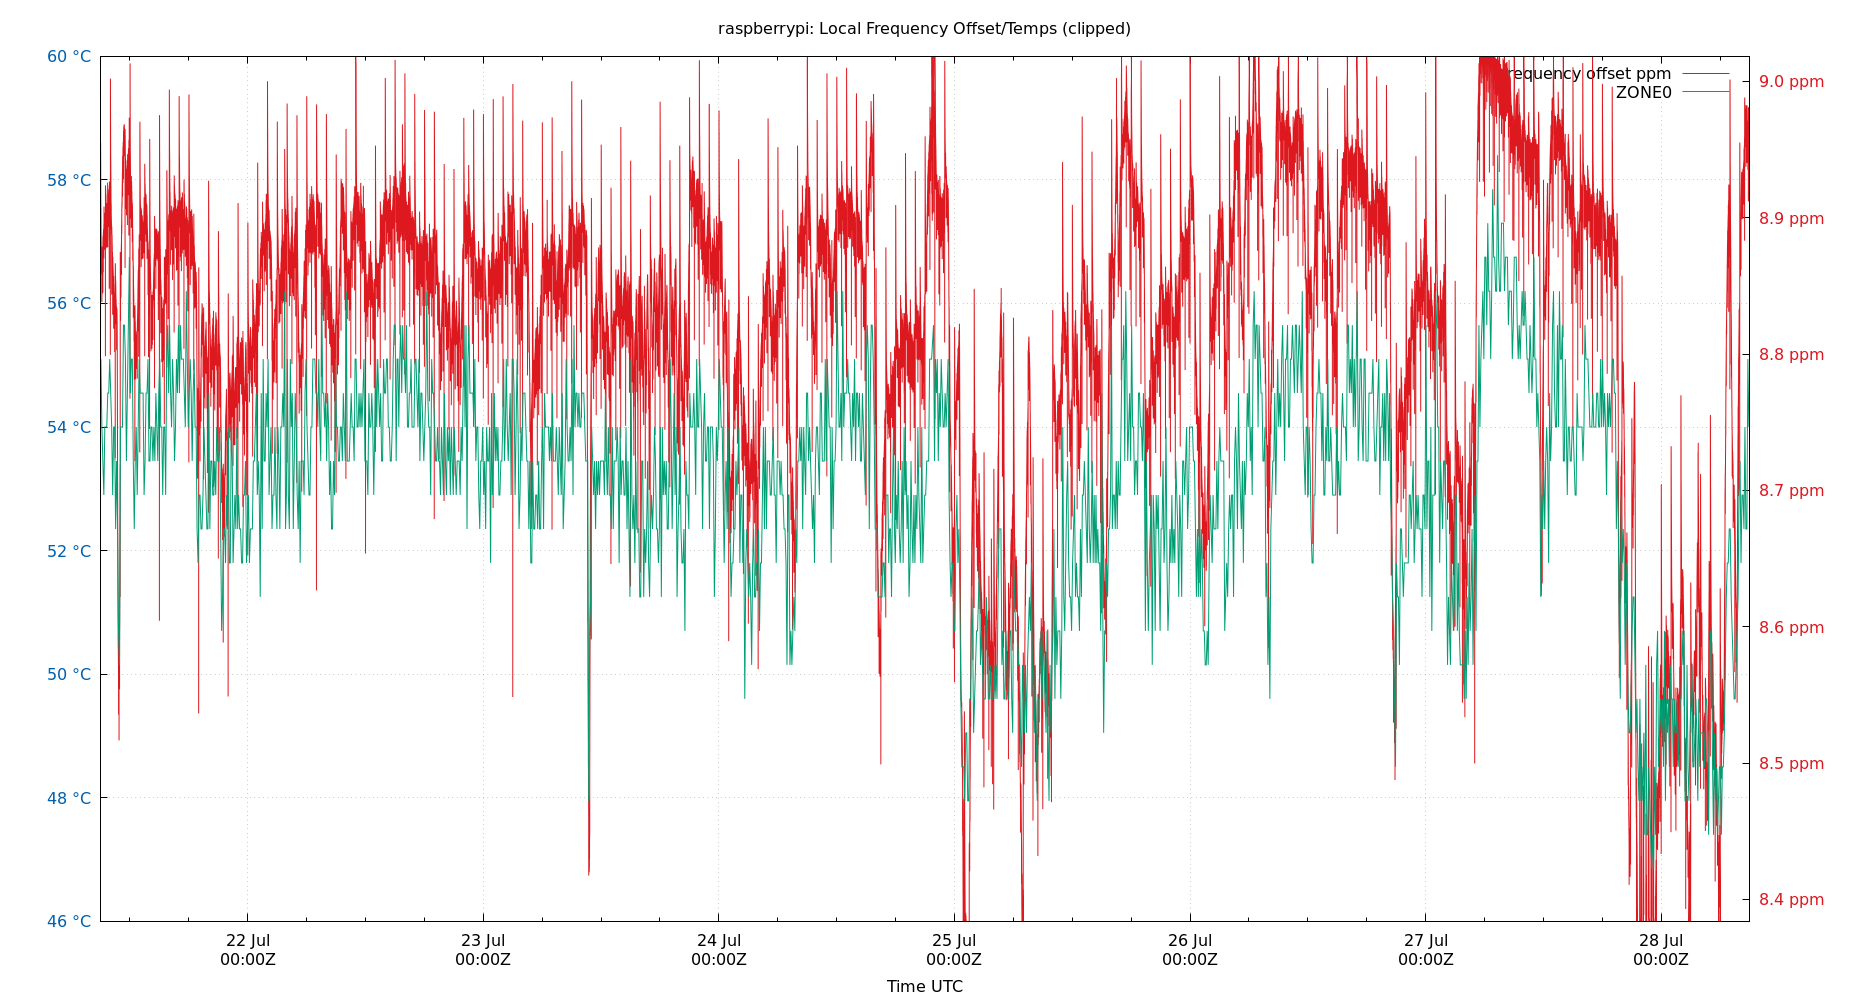 raspberrypi: Local Frequency Offset/Temps (clipped)
60 °C
58 °C
56 °C
54 °C
52 °C
50 °C
48 °C
46 °C
requency offset ppm
ZONE0
9.0 ppm
8.9 ppm
8.8 ppm
8.7 ppm
8.6 ppm
8.5 ppm
8.4 ppm
22 Jul
00:00Z
23 Jul
00:00Z
24 Jul
00:00Z
25 Jul
00:00Z
26 Jul
00:00Z
27 Jul
00:00Z
28 Jul
00:00Z
Time UTC